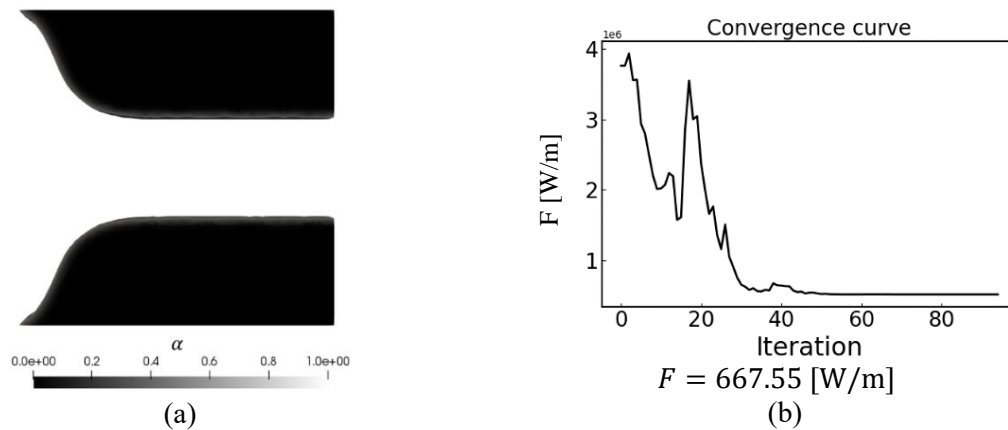 α
0.0e+00 0.2 0.4 0.6 0.8 1.0e+00
(a)
Convergence curve
1e6
F [W/m]
4
3
2
1
0 20 40 60 80
Iteration
F = 667.55 [W/m]
(b)